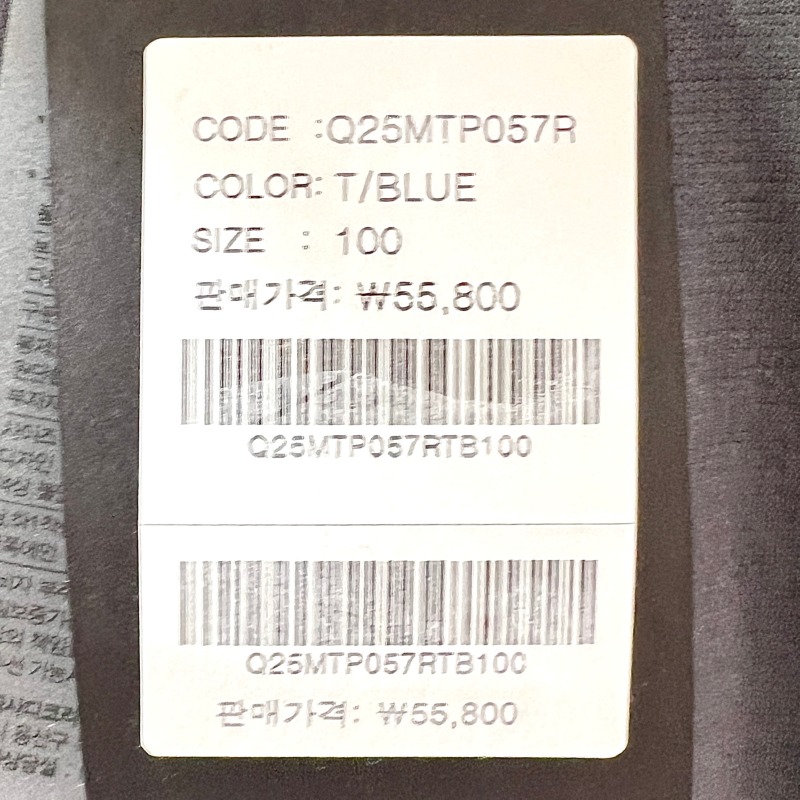 CODE :Q25MTP057R
COLOR: T/BLUE
SIZE : 100
판매가격: ₩55,800
Q25MTP057RTB100
Q25MTP057RTB100
판매가격: ₩55,800